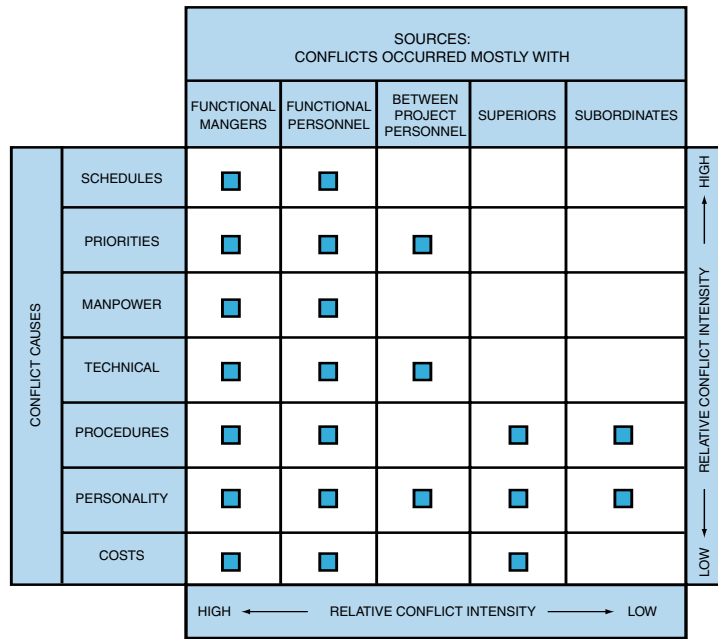 SOURCES:
CONFLICTS OCCURRED MOSTLY WITH
FUNCTIONAL
MANGERS
FUNCTIONAL
PERSONNEL
BETWEEN
PROJECT
PERSONNEL
SUPERIORS
SUBORDINATES
CONFLICT CAUSES
SCHEDULES
PRIORITIES
MANPOWER
TECHNICAL
PROCEDURES
PERSONALITY
COSTS
HIGH
RELATIVE CONFLICT INTENSITY
LOW
HIGH
RELATIVE CONFLICT INTENSITY
LOW